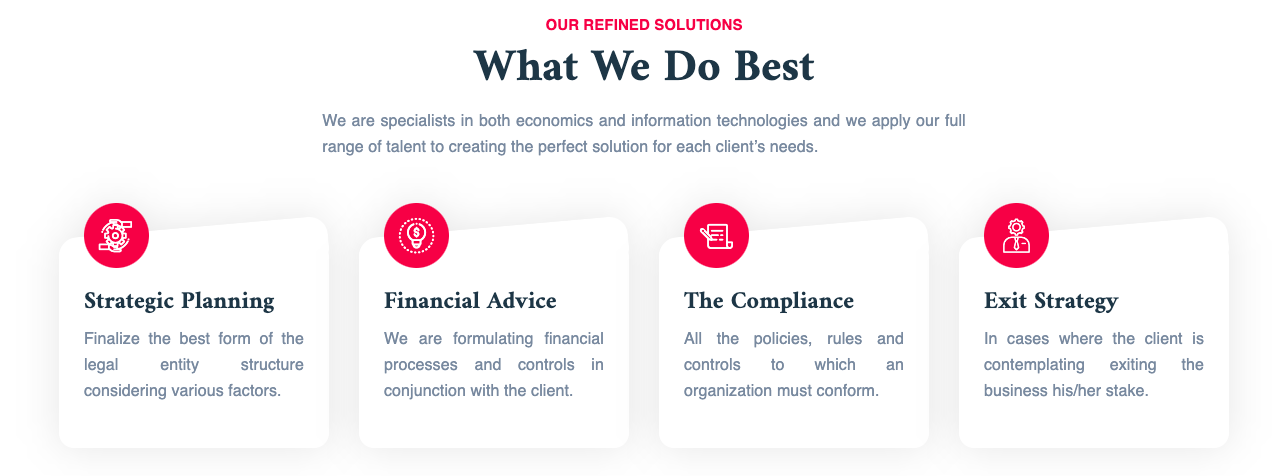 OUR REFINED SOLUTIONS
What We Do Best
We are specialists in both economics and information technologies and we apply our full
range of talent to creating the perfect solution for each client’s needs.
Strategic Planning
Finalize the best form of the
legal entity structure
considering various factors.
Financial Advice
We are formulating financial
processes and controls in
conjunction with the client.
The Compliance
All the policies, rules and
controls to which an
organization must conform.
Exit Strategy
In cases where the client is
contemplating exiting the
business his/her stake.